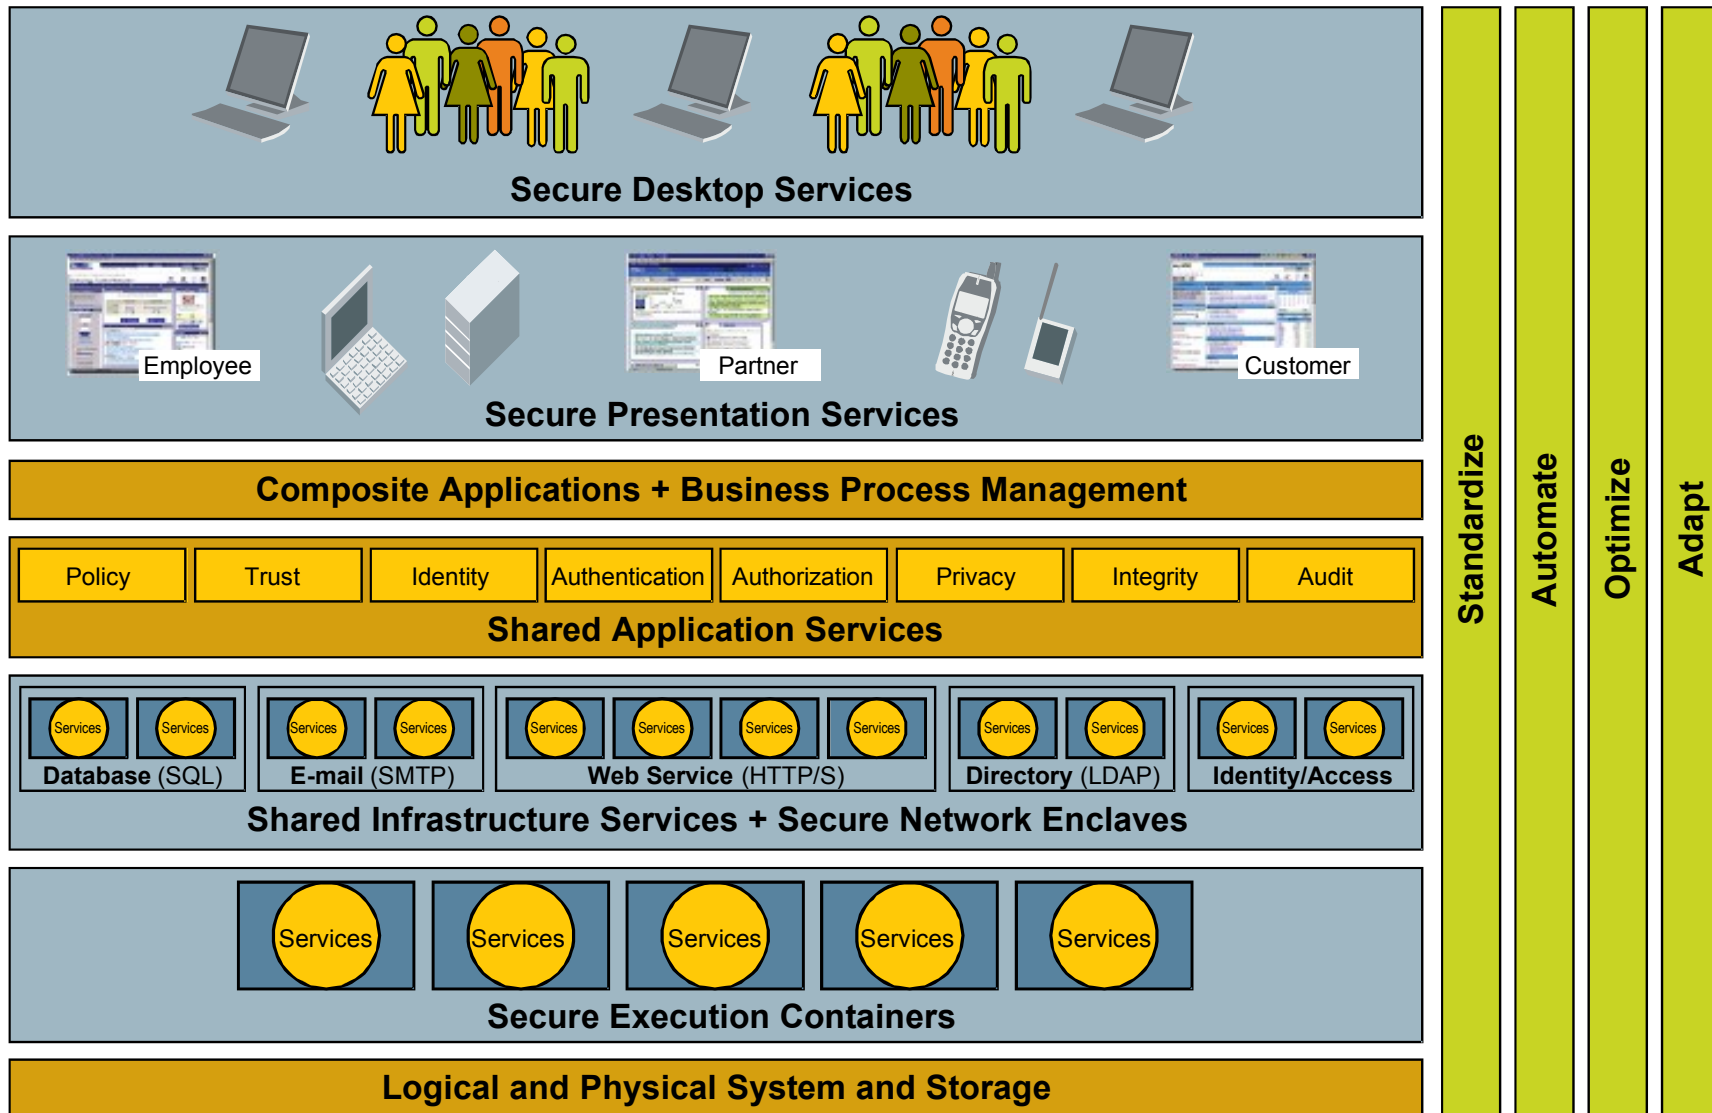 Secure Desktop Services
Employee
Partner
Customer
Secure Presentation Services
Composite Applications + Business Process Management
Policy
Trust
Identity
Authentication
Authorization
Privacy
Integrity
Audit
Shared Application Services
Services
Services
Database (SQL)
Services
Services
E-mail (SMTP)
Services
Services
Services
Services
Web Service (HTTP/S)
Services
Services
Directory (LDAP)
Services
Services
Identity/Access
Shared Infrastructure Services + Secure Network Enclaves
Services
Services
Services
Services
Services
Secure Execution Containers
Logical and Physical System and Storage
Standardize
Automate
Optimize
Adapt